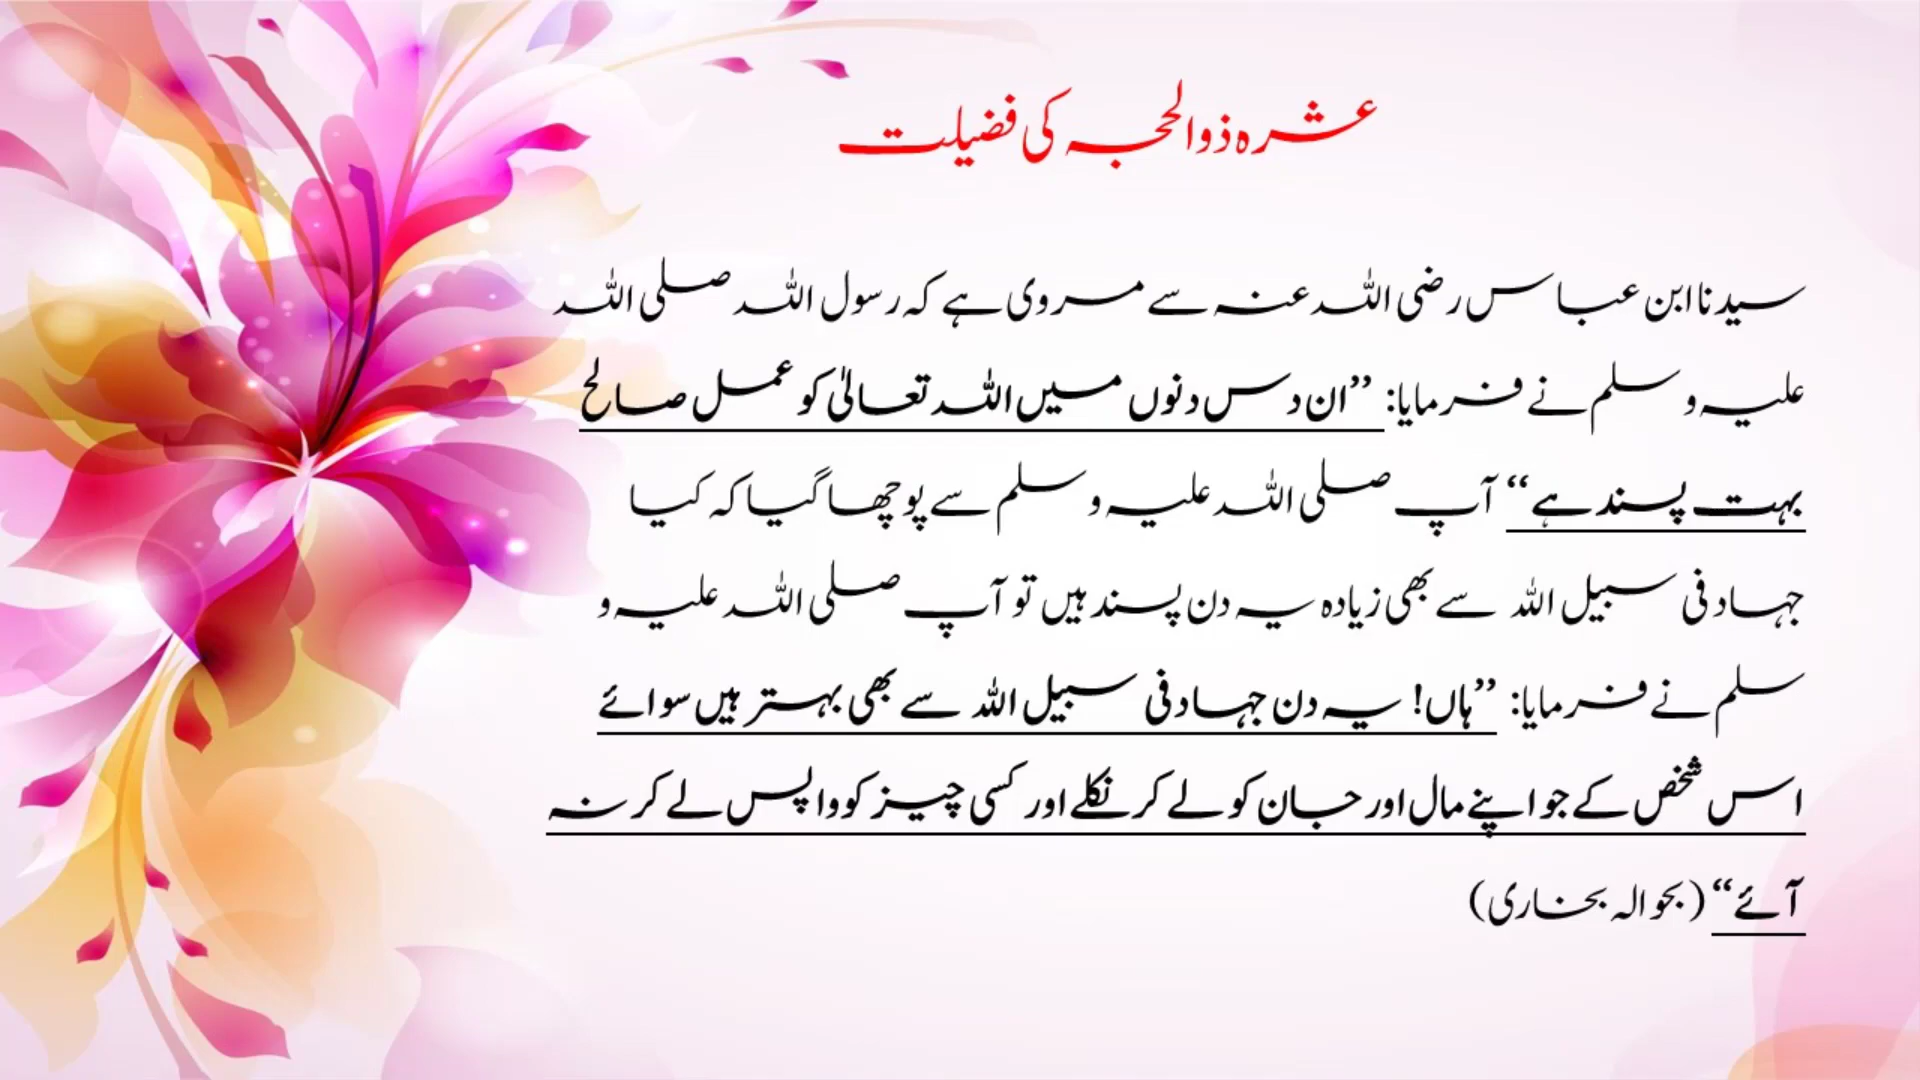 عشرہ ذوالحجہ کی فضیلت
سیدنا ابن عباس رضی اللہ عنہ سے مروی ہے کہ رسول اللہ صلی اللہ
علیہ وسلم نے فرمایا: ”ان دس دنوں میں اللہ تعالیٰ کو عمل صالح
بہت پسند ہے“ آپ صلی اللہ علیہ وسلم سے پوچھا گیا کہ کیا
جہاد فی سبیل اللہ سے بھی زیادہ یہ دن پسند ہیں تو آپ صلی اللہ علیہ و
سلم نے فرمایا: ”ہاں! یہ دن جہاد فی سبیل اللہ سے بھی بہتر ہیں سوائے
اس شخص کے جو اپنے مال اور جان کو لے کر نکلے اور کسی چیز کو واپس لے کر نہ
آئے“ (بحوالہ بخاری)